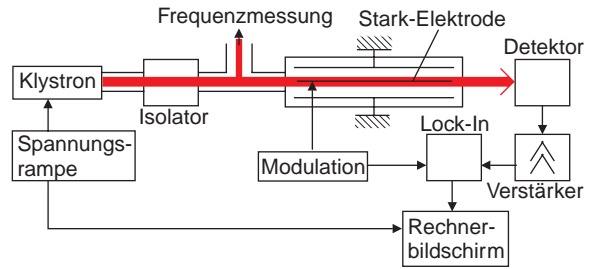 Frequenzmessung
Stark-Elektrode
Detektor
Klystron
Isolator
Lock-In
Spannungs-
rampe
Modulation
Verstärker
Rechner-
bildschirm